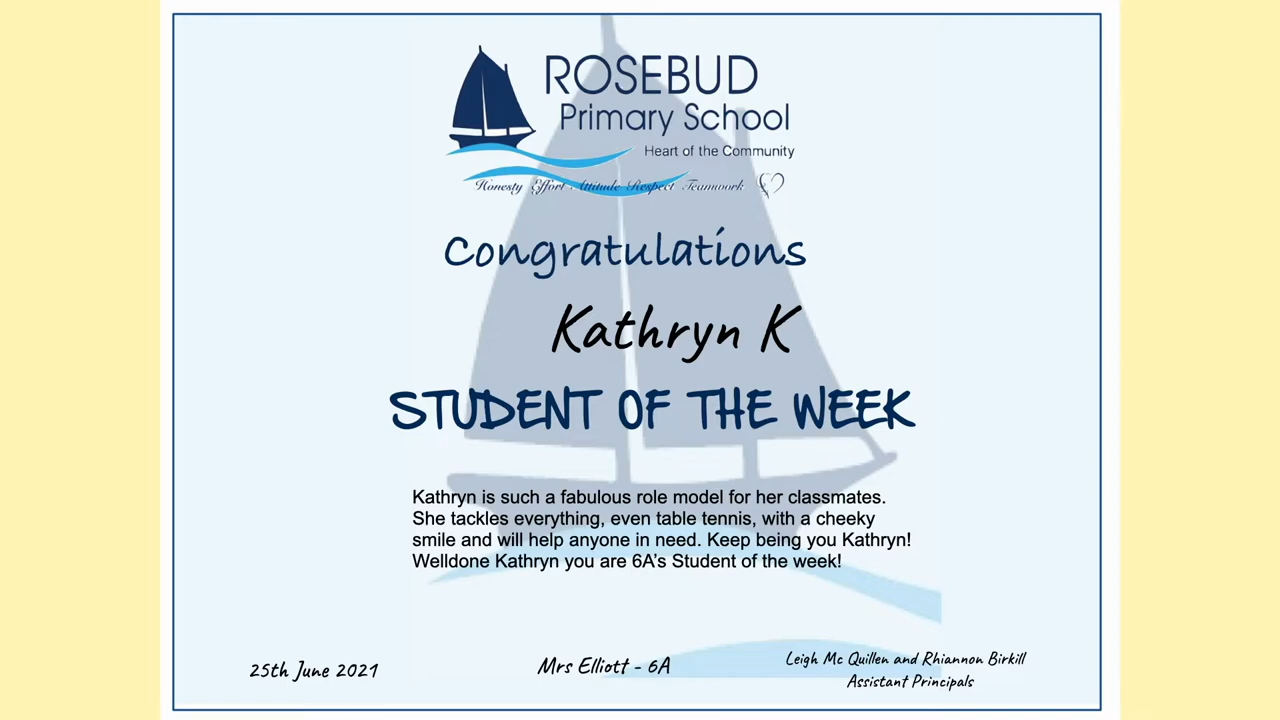 ROSEBUD
Primary School
Heart of the Community
Honesty Effort Attitude Respect Teamwork
Congratulations
Kathryn K
STUDENT OF THE WEEK
Kathryn is such a fabulous role model for her classmates.
She tackles everything, even table tennis, with a cheeky
smile and will help anyone in need. Keep being you Kathryn!
Welldone Kathryn you are 6A’s Student of the week!
25th June 2021
Mrs Elliott - 6A
Leigh Mc Quillen and Rhiannon Birkill
Assistant Principals